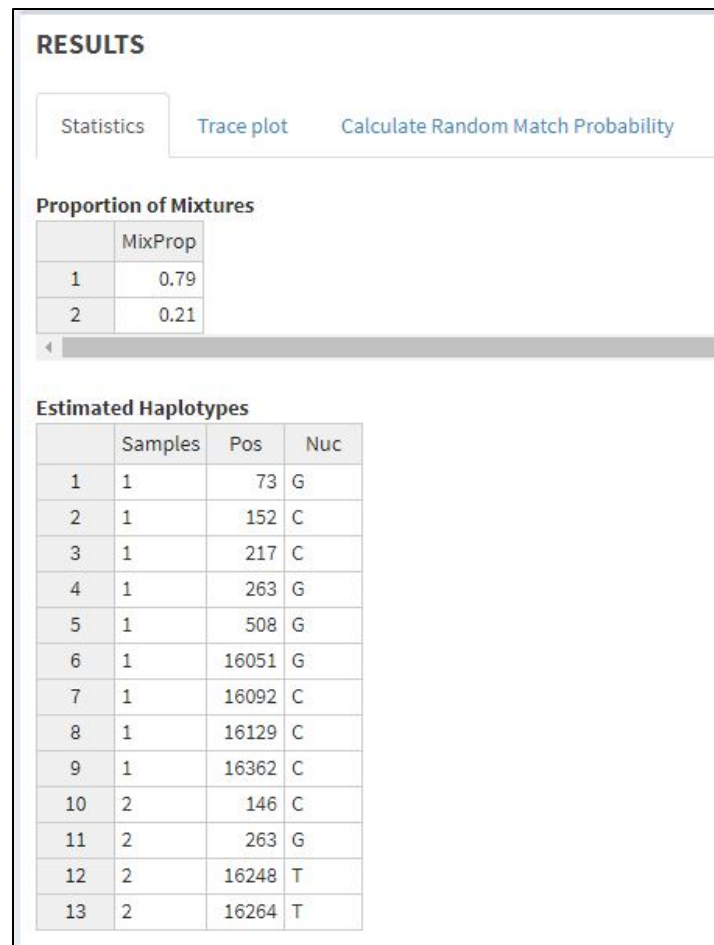 RESULTS
Statistics Trace plot Calculate Random Match Probability
Proportion of Mixtures
MixProp
1 0.79
2 0.21
Estimated Haplotypes
Samples Pos Nuc
1 1 73 G
2 1 152 C
3 1 217 C
4 1 263 G
5 1 508 G
6 1 16051 G
7 1 16092 C
8 1 16129 C
9 1 16362 C
10 2 146 C
11 2 263 G
12 2 16248 T
13 2 16264 T